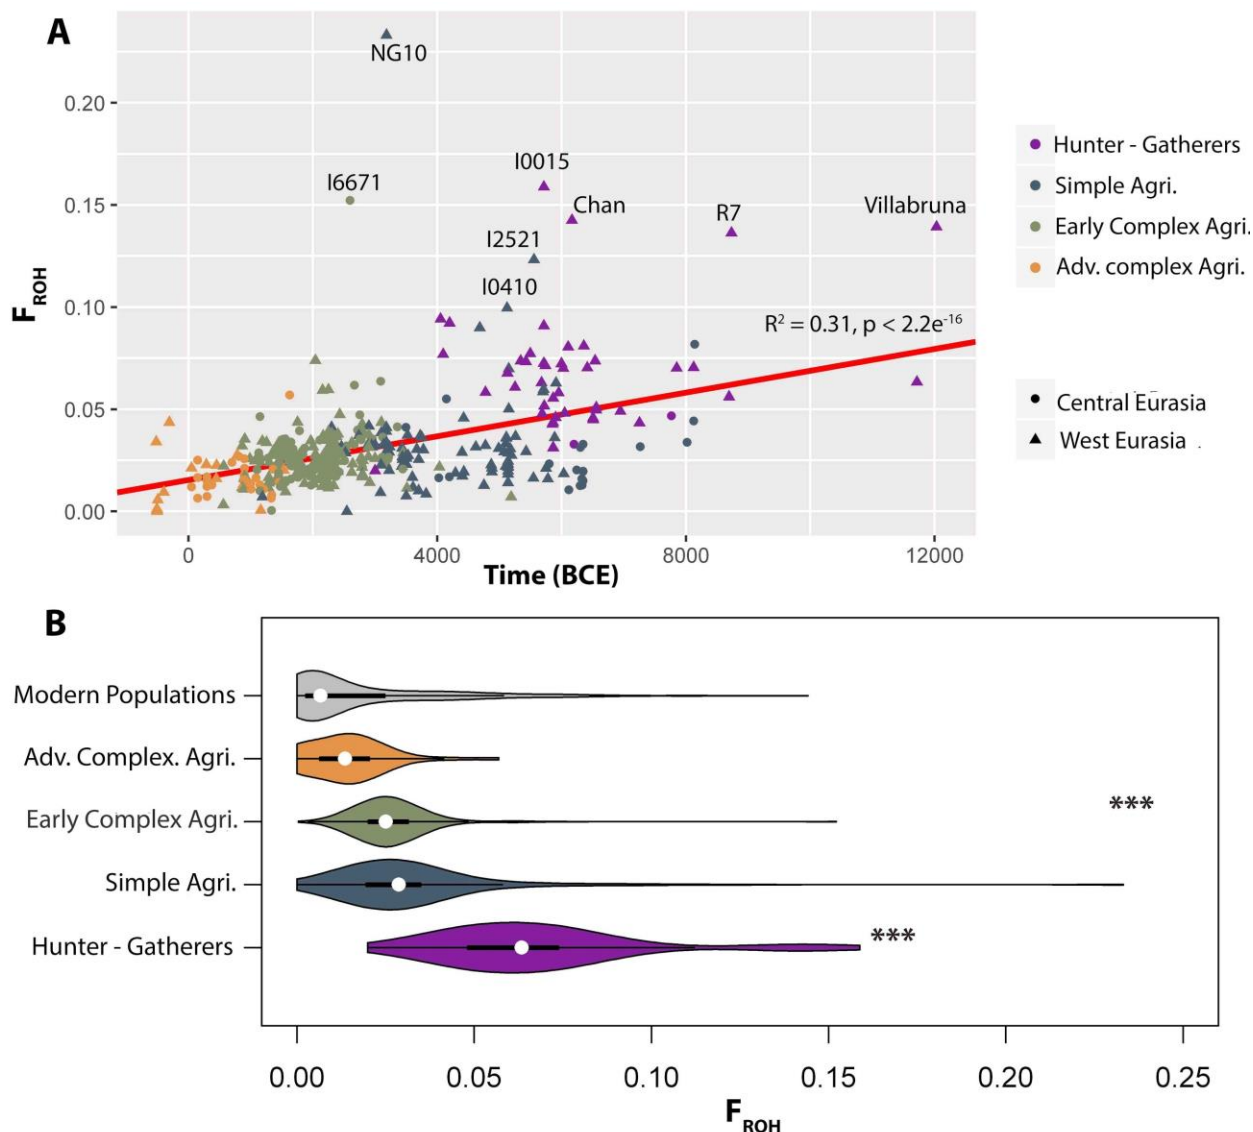 A
NG10
0.20
I0015
I6671
0.15
Chan
R7
Villabruna
I2521
I0410
0.10
R² = 0.31, p < 2.2e⁻¹⁶
0.05
0.00
F_ROH
0
4000
8000
12000
Time (BCE)
Hunter - Gatherers
Simple Agri.
Early Complex Agri.
Adv. complex Agri.
Central Eurasia
West Eurasia .
B
Modern Populations
Adv. Complex. Agri.
Early Complex Agri.
***
Simple Agri.
Hunter - Gatherers
***
0.00
0.05
0.10
0.15
0.20
0.25
F_ROH